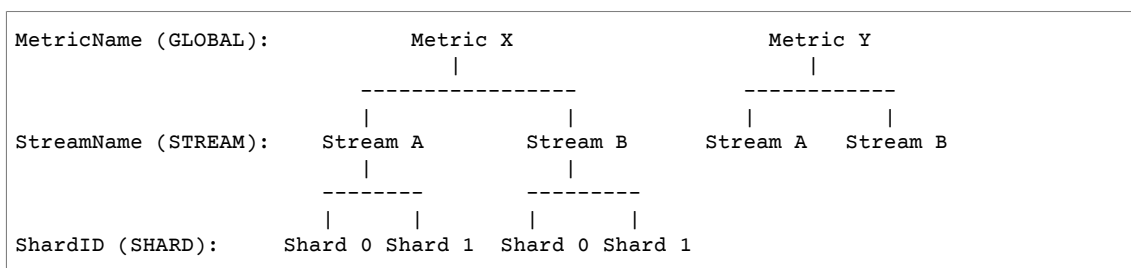 MetricName (GLOBAL):              Metric X                          Metric Y
                                      |                                 |
                              -----------------                   ------------
                              |               |                   |          |
StreamName (STREAM):      Stream A        Stream B           Stream A   Stream B
                              |               |
                          --------        ---------
                          |      |        |       |
ShardID (SHARD):      Shard 0 Shard 1  Shard 0 Shard 1